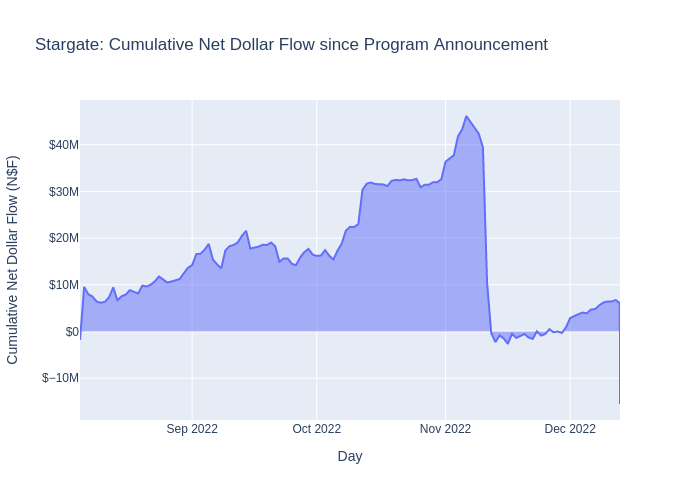 Stargate: Cumulative Net Dollar Flow since Program Announcement
Cumulative Net Dollar Flow (N$F)
$40M
$30M
$20M
$10M
$0
$−10M
Sep 2022
Oct 2022
Nov 2022
Dec 2022
Day